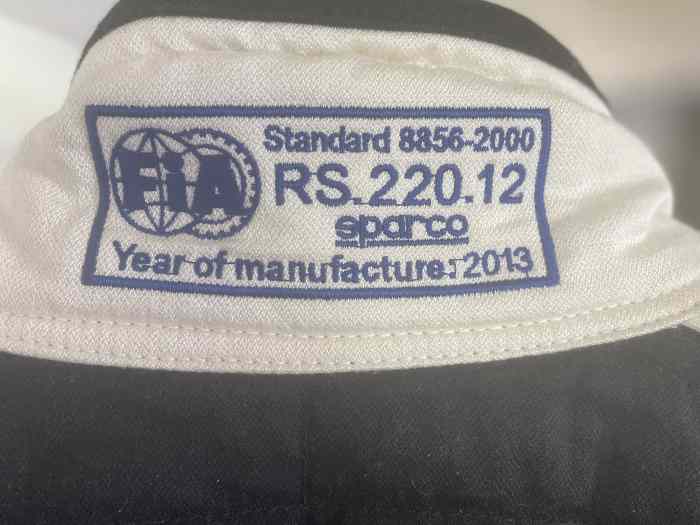 FiA
Standard 8856-2000
RS.220.12
sparco
Year of manufacture: 2013